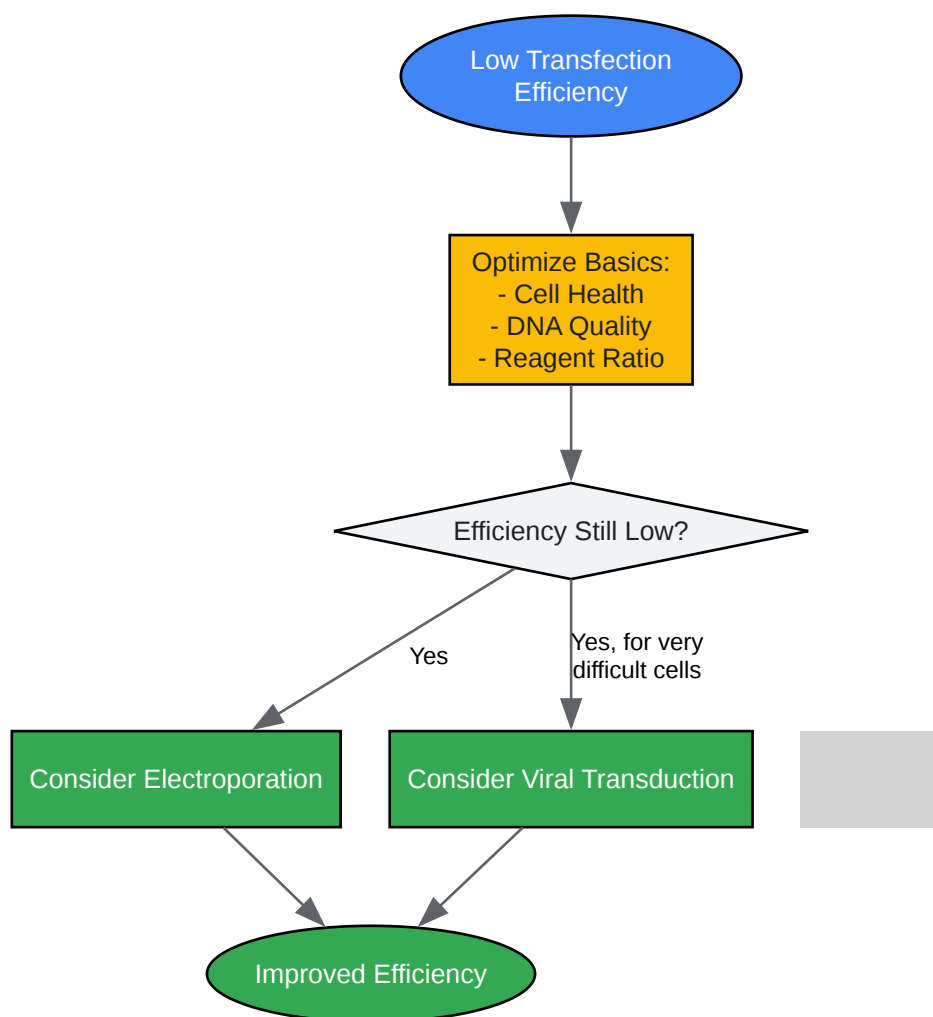 Low Transfection
Efficiency
Optimize Basics:
- Cell Health
- DNA Quality
- Reagent Ratio
Efficiency Still Low?
Yes
Yes, for very
difficult cells
Consider Electroporation
Consider Viral Transduction
Improved Efficiency